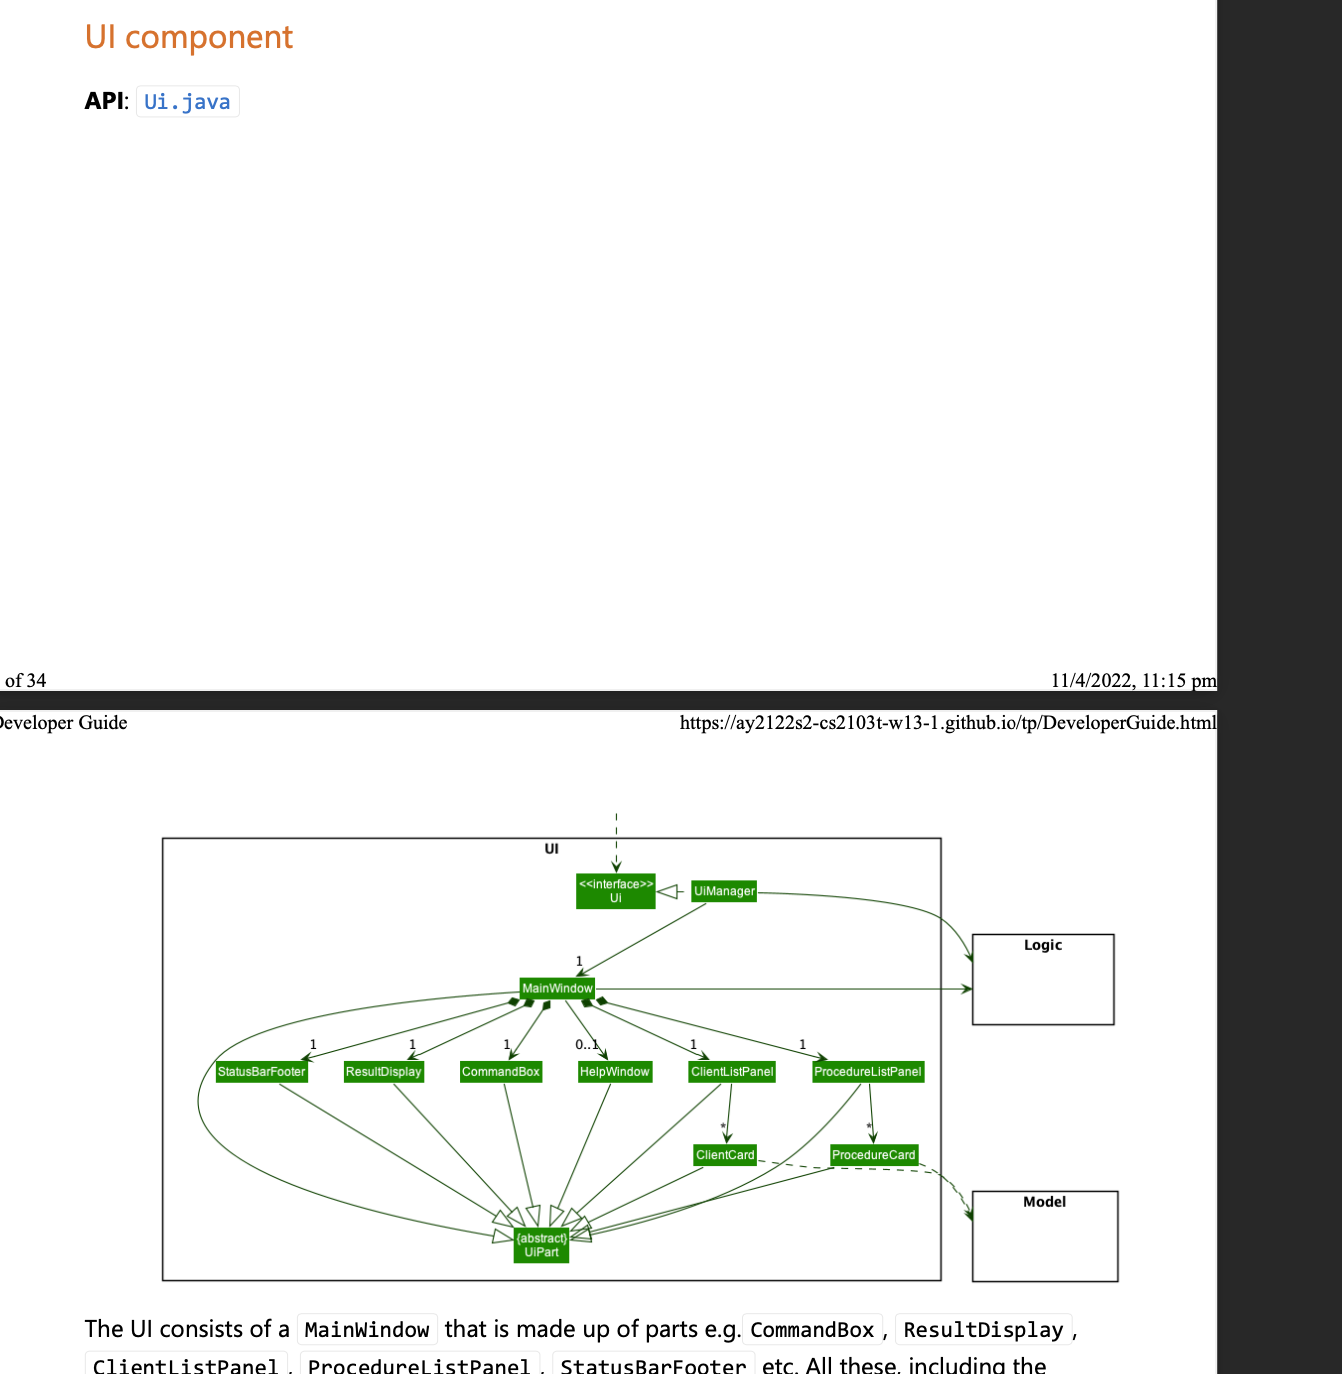 UI component
API: Ui.java
of 34
11/4/2022, 11:15 pm
Developer Guide
https://ay2122s2-cs2103t-w13-1.github.io/tp/DeveloperGuide.html
UI
<<interface>>
Ui
UiManager
Logic
1
MainWindow
1
1
1
0..1
1
1
StatusBarFooter
ResultDisplay
CommandBox
HelpWindow
ClientListPanel
ProcedureListPanel
*
*
ClientCard
ProcedureCard
Model
{abstract}
UiPart
The UI consists of a MainWindow that is made up of parts e.g. CommandBox , ResultDisplay ,
ClientListPanel , ProcedureListPanel , StatusBarFooter etc. All these, including the